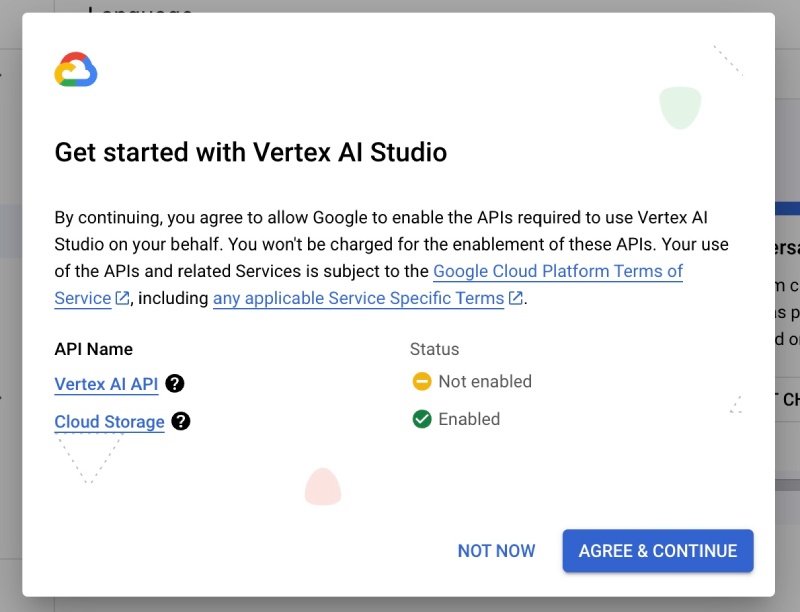 Language
Get started with Vertex AI Studio
By continuing, you agree to allow Google to enable the APIs required to use Vertex AI
Studio on your behalf. You won't be charged for the enablement of these APIs. Your use
of the APIs and related Services is subject to the Google Cloud Platform Terms of
Service, including any applicable Service Specific Terms.
API Name Status
Vertex AI API Not enabled
Cloud Storage Enabled
NOT NOW AGREE & CONTINUE